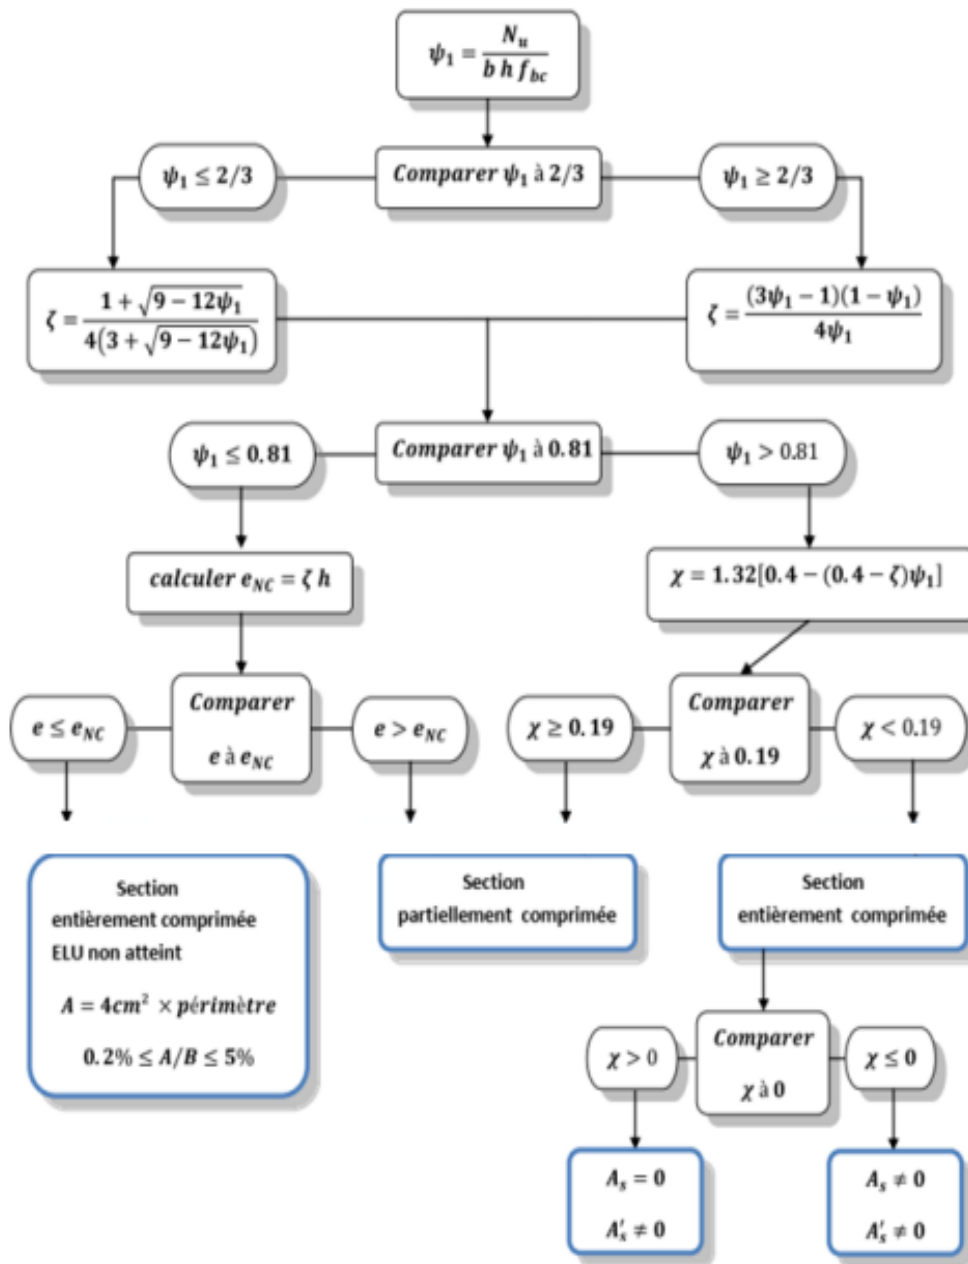 ψ₁ = N_u / (b h f_bc)
ψ₁ ≤ 2/3
Comparer ψ₁ à 2/3
ψ₁ ≥ 2/3
ζ = (1 + √(9 − 12ψ₁)) / (4(3 + √(9 − 12ψ₁)))
ζ = ((3ψ₁ − 1)(1 − ψ₁)) / (4ψ₁)
ψ₁ ≤ 0.81
Comparer ψ₁ à 0.81
ψ₁ > 0.81
calculer e_NC = ζ h
χ = 1.32[0.4 − (0.4 − ζ)ψ₁]
e ≤ e_NC
Comparer
e à e_NC
e > e_NC
χ ≥ 0.19
Comparer
χ à 0.19
χ < 0.19
Section
entièrement comprimée
ELU non atteint
A = 4cm² × périmètre
0.2% ≤ A/B ≤ 5%
Section
partiellement comprimée
Section
entièrement comprimée
χ > 0
Comparer
χ à 0
χ ≤ 0
A_s = 0
A′_s ≠ 0
A_s ≠ 0
A′_s ≠ 0